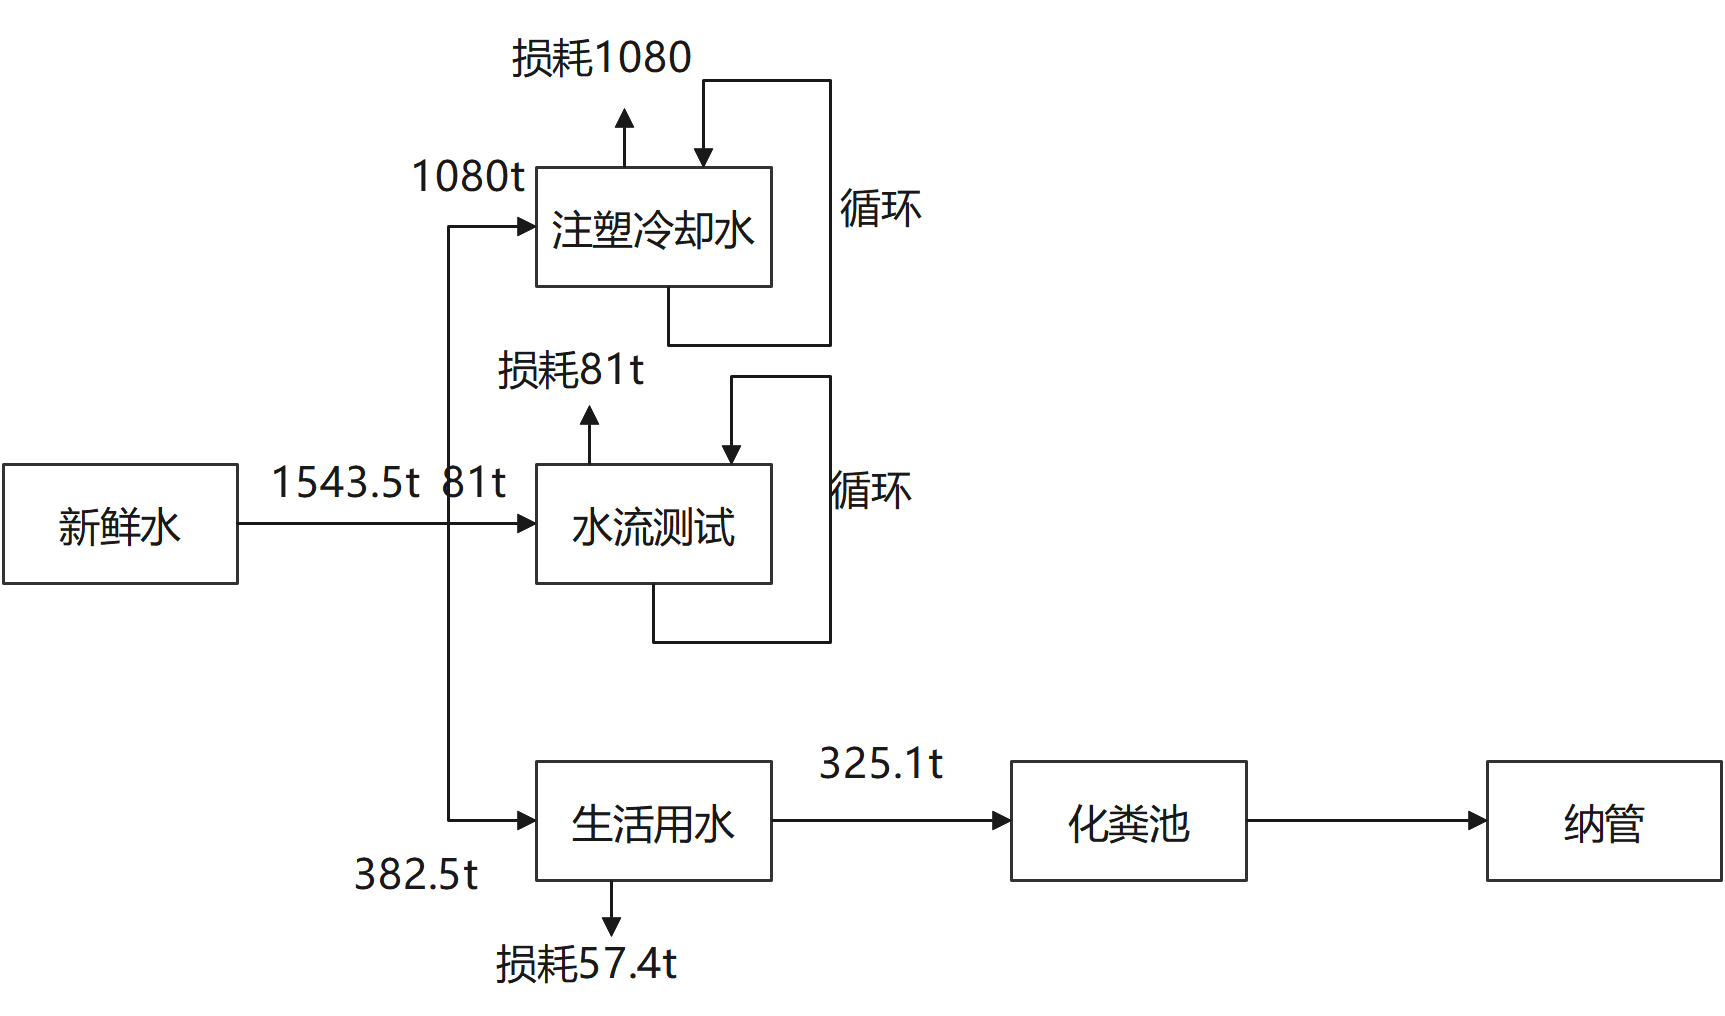 损耗1080
1080t
注塑冷却水
循环
损耗81t
新鲜水
1543.5t
81t
水流测试
循环
382.5t
生活用水
325.1t
化粪池
纳管
损耗57.4t